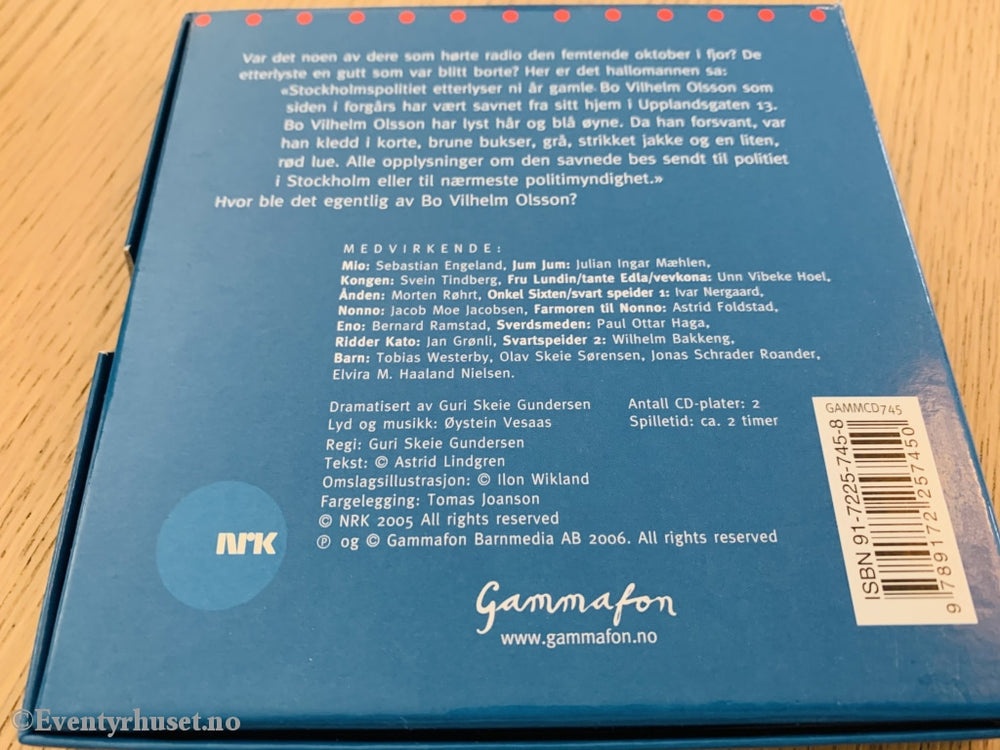 Var det noen av dere som hørte radio den femtende oktober i fjor? De
etterlyste en gutt som var blitt borte? Her er det hallomannen sa:
«Stockholmspolitiet etterlyser ni år gamle Bo Vilhelm Olsson som
siden i forgårs har vært savnet fra sitt hjem i Upplandsgaten 13.
Bo Vilhelm Olsson har lyst hår og blå øyne. Da han forsvant, var
han kledd i korte, brune bukser, grå, strikket jakke og en liten,
rød lue. Alle opplysninger om den savnede bes sendt til politiet
i Stockholm eller til nærmeste politimyndighet.»
Hvor ble det egentlig av Bo Vilhelm Olsson?
MEDVIRKENDE:
Mio: Sebastian Engeland, Jum Jum: Julian Ingar Mæhlen,
Kongen: Svein Tindberg, Fru Lundin/tante Edla/vevkona: Unn Vibeke Hoel,
Ånden: Morten Røhrt, Onkel Sixten/svart speider 1: Ivar Nergaard,
Nonno: Jacob Moe Jacobsen, Farmoren til Nonno: Astrid Foldstad,
Eno: Bernard Ramstad, Sverdsmeden: Paul Ottar Haga,
Ridder Kato: Jan Grønli, Svartspeider 2: Wilhelm Bakkeng,
Barn: Tobias Westerby, Olav Skeie Sørensen, Jonas Schrader Roander,
Elvira M. Haaland Nielsen.
Dramatisert av Guri Skeie Gundersen
Lyd og musikk: Øystein Vesaas
Regi: Guri Skeie Gundersen
Tekst: © Astrid Lindgren
Omslagsillustrasjon: © Ilon Wikland
Fargelegging: Tomas Joanson
© NRK 2005 All rights reserved
℗ og © Gammafon Barnmedia AB 2006. All rights reserved
Antall CD-plater: 2
Spilletid: ca. 2 timer
GAMMCD745
ISBN 91-7225-745-8
9 789172 257450
NRK
Gammafon
www.gammafon.no
©Eventyrhuset.no